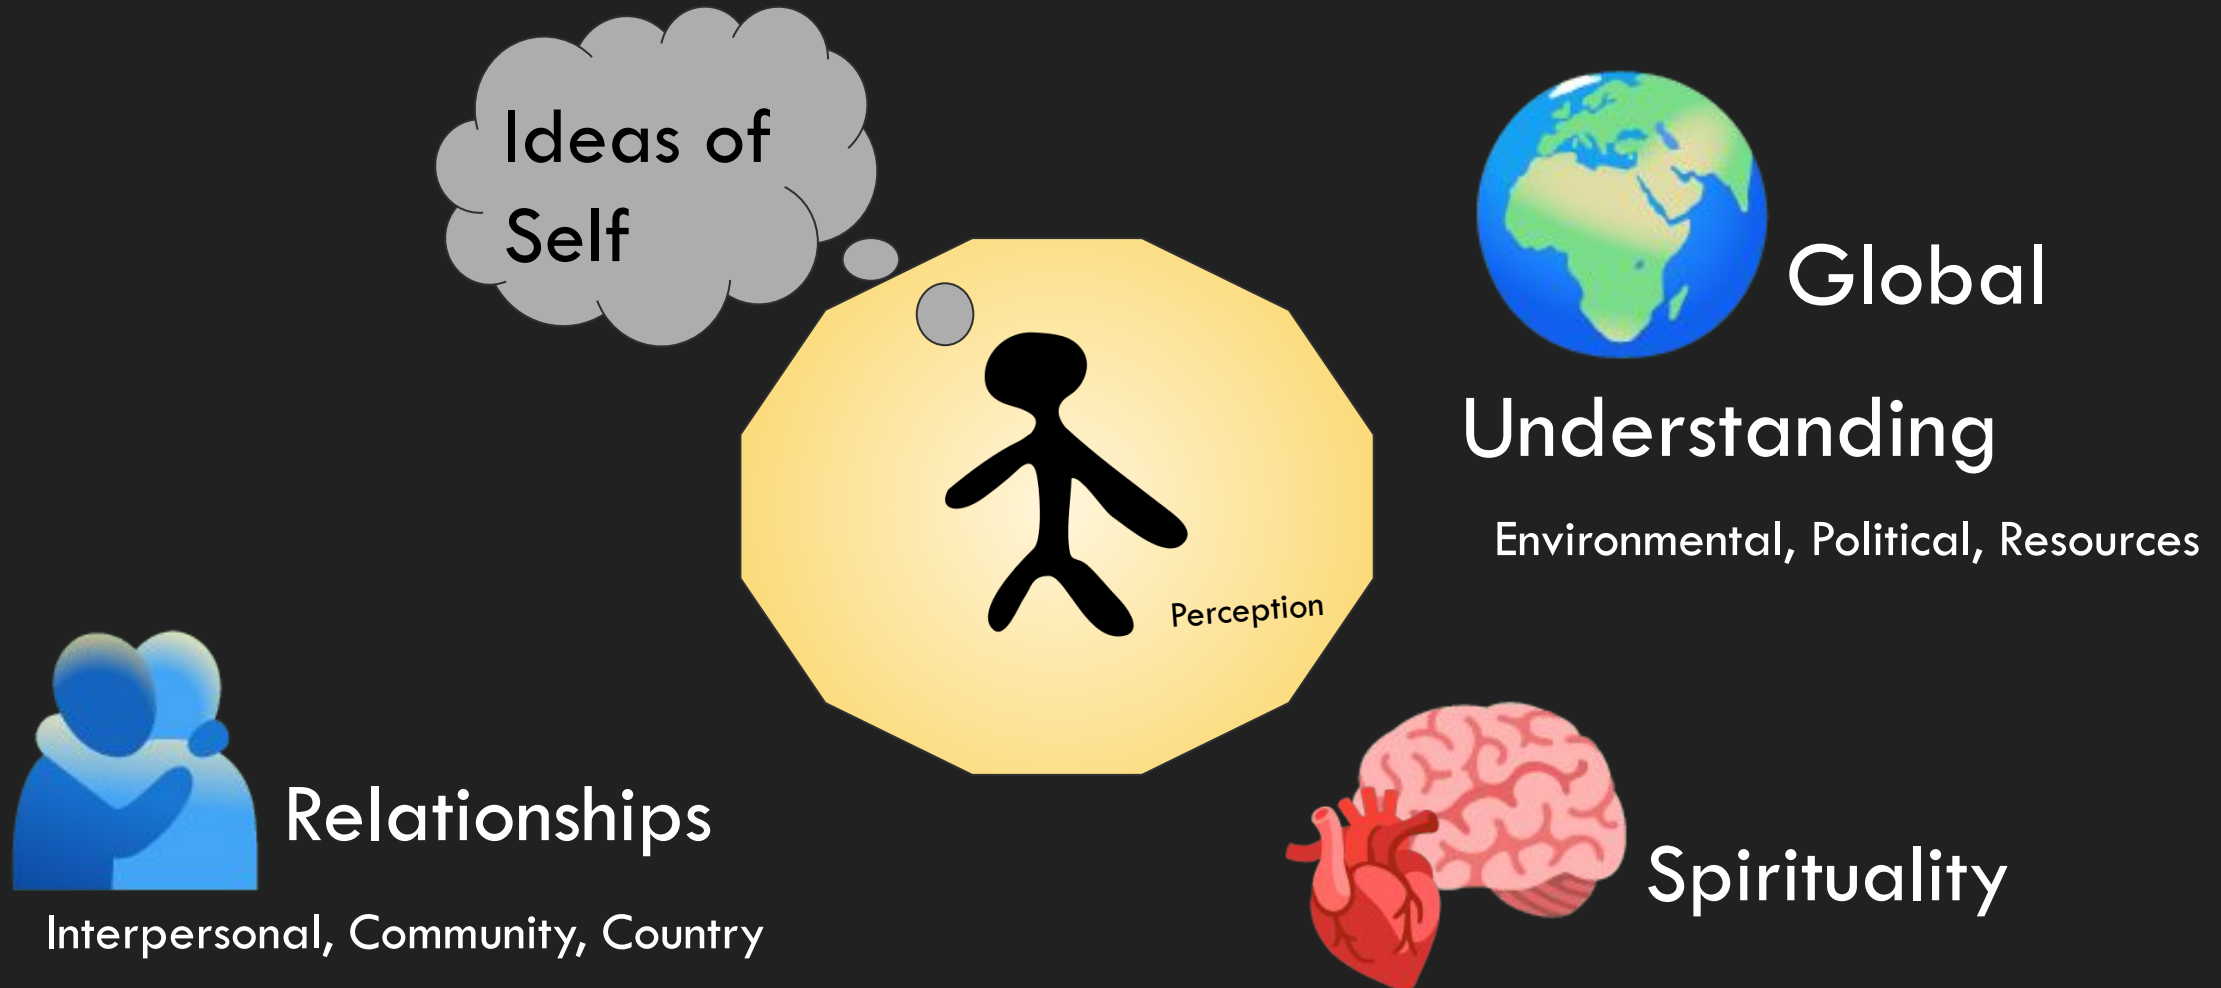 Ideas of
Self
Global
Understanding
Environmental, Political, Resources
Perception
Relationships
Interpersonal, Community, Country
Spirituality